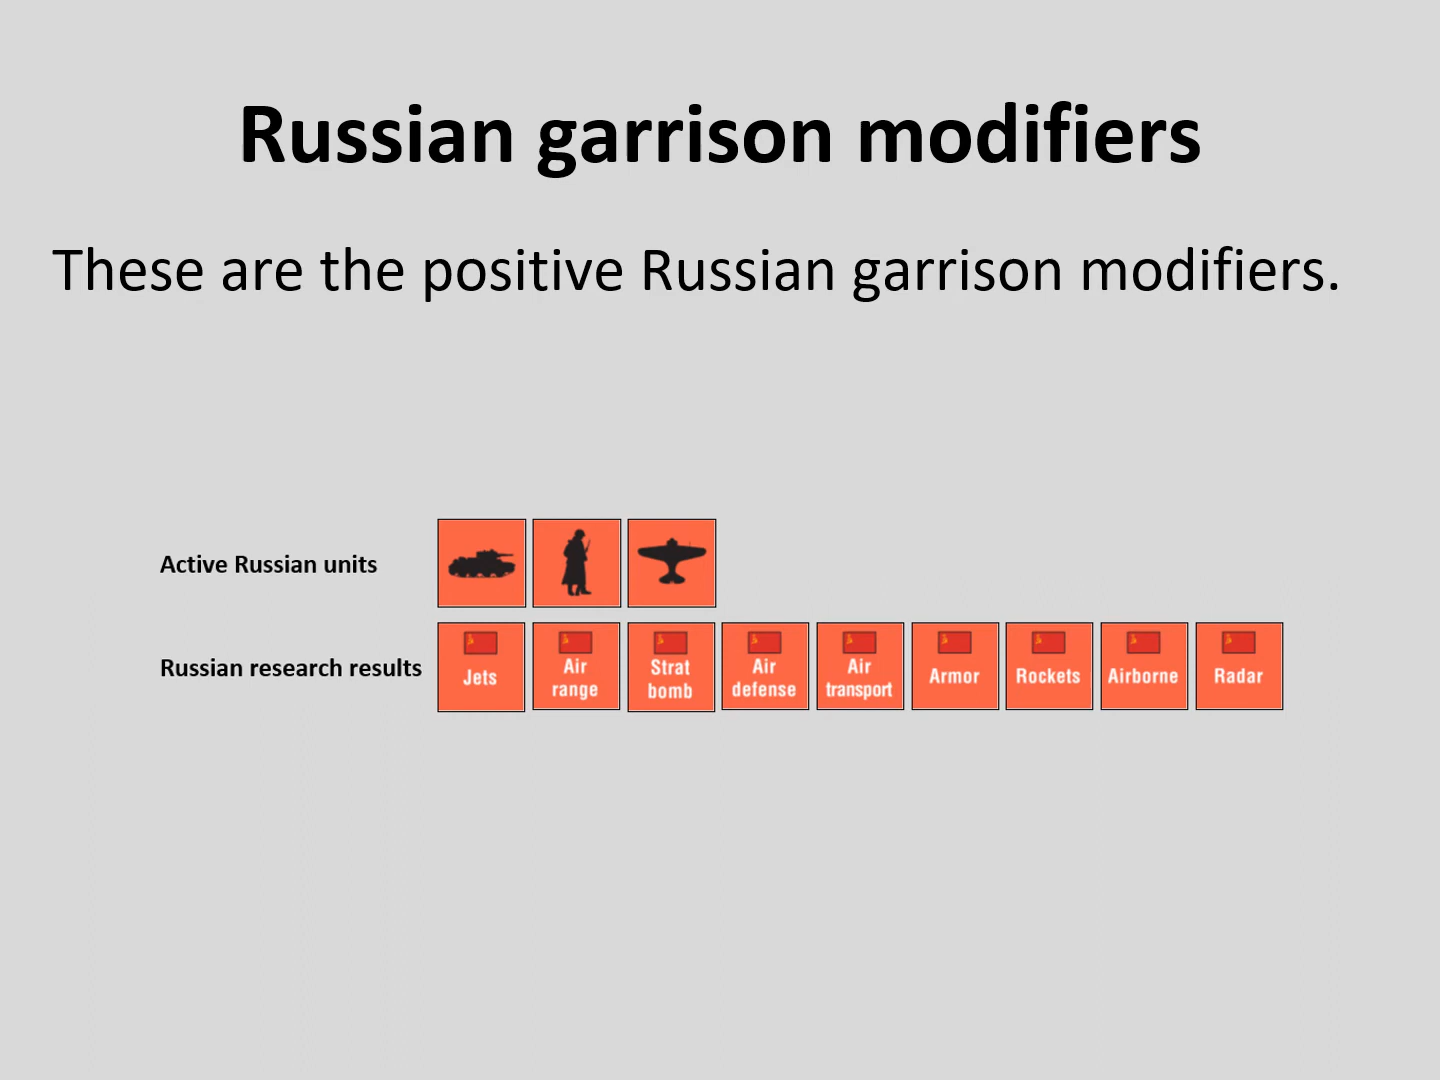 Russian garrison modifiers
These are the positive Russian garrison modifiers.
Active Russian units
Russian research results
Jets
Air
range
Strat
bomb
Air
defense
Air
transport
Armor
Rockets
Airborne
Radar